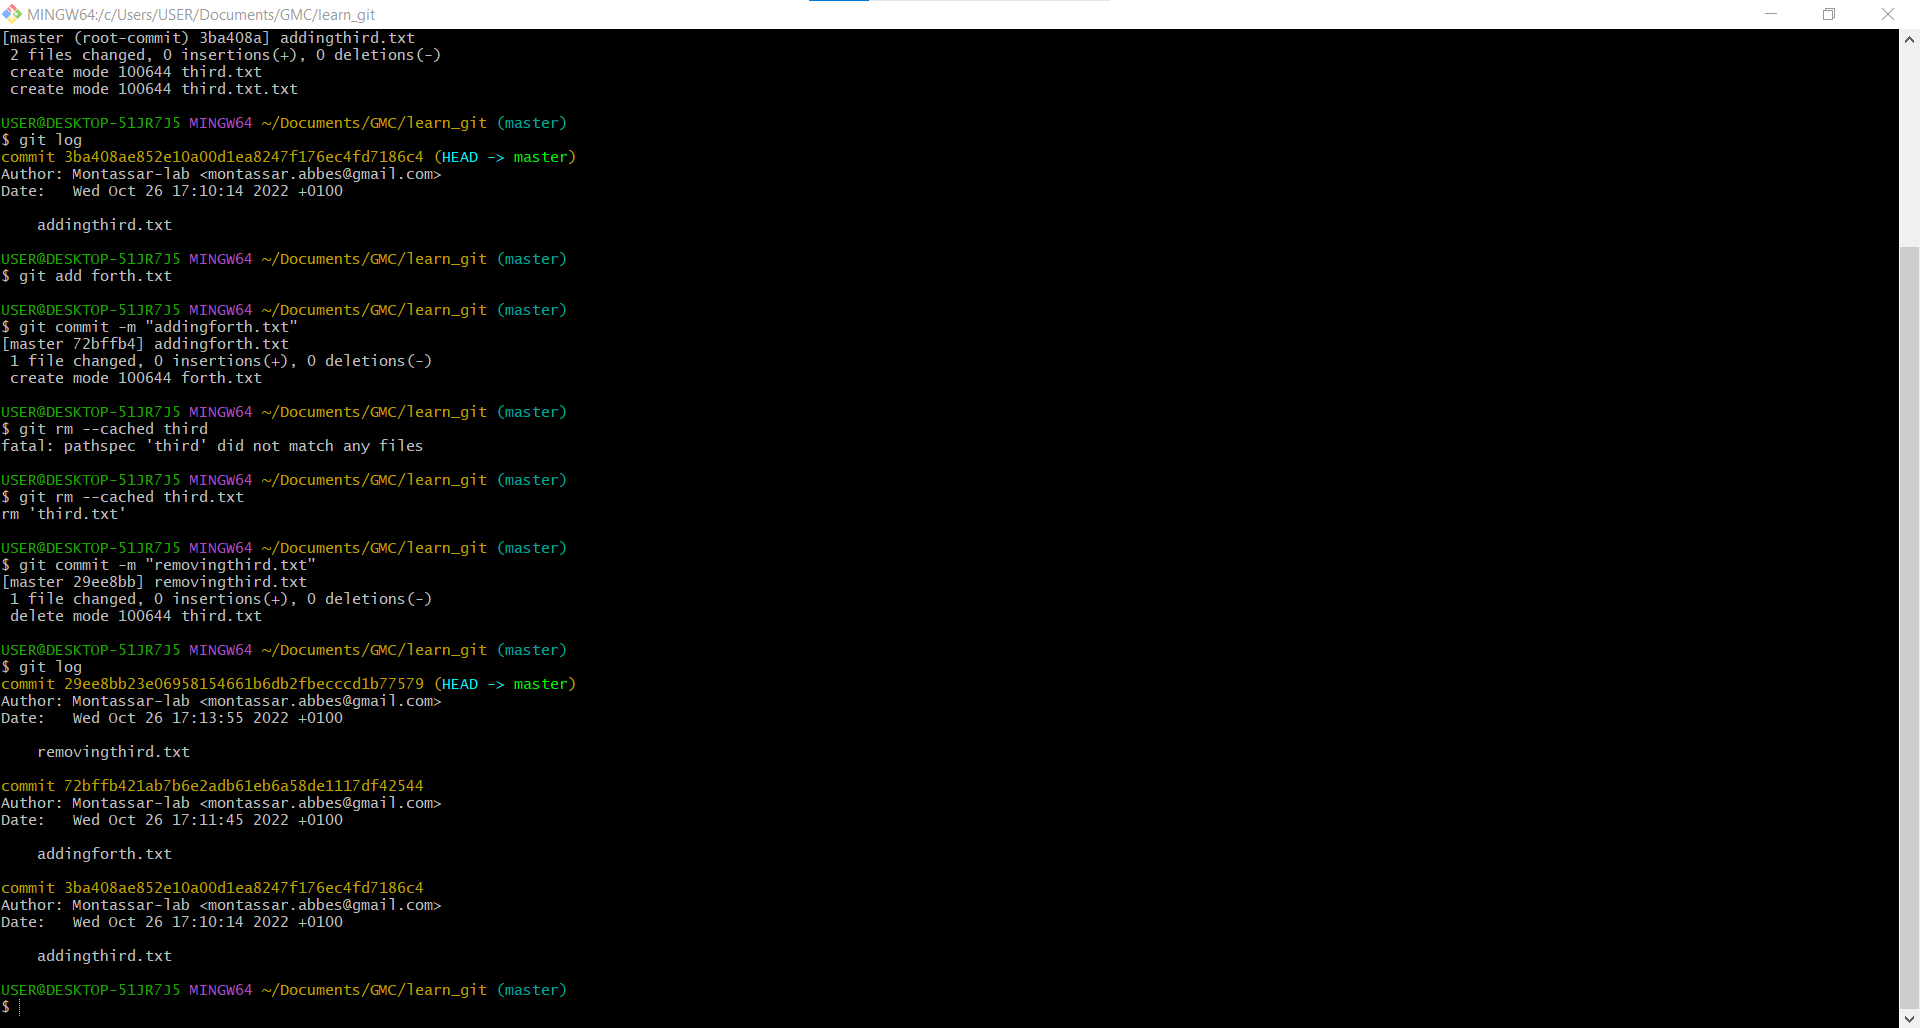 MINGW64:/c/Users/USER/Documents/GMC/learn_git
[master (root-commit) 3ba408a] addingthird.txt
 2 files changed, 0 insertions(+), 0 deletions(-)
 create mode 100644 third.txt
 create mode 100644 third.txt.txt
USER@DESKTOP-51JR7J5 MINGW64 ~/Documents/GMC/learn_git (master)
$ git log
commit 3ba408ae852e10a00d1ea8247f176ec4fd7186c4 (HEAD -> master)
Author: Montassar-lab <montassar.abbes@gmail.com>
Date:   Wed Oct 26 17:10:14 2022 +0100
    addingthird.txt
USER@DESKTOP-51JR7J5 MINGW64 ~/Documents/GMC/learn_git (master)
$ git add forth.txt
USER@DESKTOP-51JR7J5 MINGW64 ~/Documents/GMC/learn_git (master)
$ git commit -m "addingforth.txt"
[master 72bffb4] addingforth.txt
 1 file changed, 0 insertions(+), 0 deletions(-)
 create mode 100644 forth.txt
USER@DESKTOP-51JR7J5 MINGW64 ~/Documents/GMC/learn_git (master)
$ git rm --cached third
fatal: pathspec 'third' did not match any files
USER@DESKTOP-51JR7J5 MINGW64 ~/Documents/GMC/learn_git (master)
$ git rm --cached third.txt
rm 'third.txt'
USER@DESKTOP-51JR7J5 MINGW64 ~/Documents/GMC/learn_git (master)
$ git commit -m "removingthird.txt"
[master 29ee8bb] removingthird.txt
 1 file changed, 0 insertions(+), 0 deletions(-)
 delete mode 100644 third.txt
USER@DESKTOP-51JR7J5 MINGW64 ~/Documents/GMC/learn_git (master)
$ git log
commit 29ee8bb23e06958154661b6db2fbecccd1b77579 (HEAD -> master)
Author: Montassar-lab <montassar.abbes@gmail.com>
Date:   Wed Oct 26 17:13:55 2022 +0100
    removingthird.txt
commit 72bffb421ab7b6e2adb61eb6a58de1117df42544
Author: Montassar-lab <montassar.abbes@gmail.com>
Date:   Wed Oct 26 17:11:45 2022 +0100
    addingforth.txt
commit 3ba408ae852e10a00d1ea8247f176ec4fd7186c4
Author: Montassar-lab <montassar.abbes@gmail.com>
Date:   Wed Oct 26 17:10:14 2022 +0100
    addingthird.txt
USER@DESKTOP-51JR7J5 MINGW64 ~/Documents/GMC/learn_git (master)
$